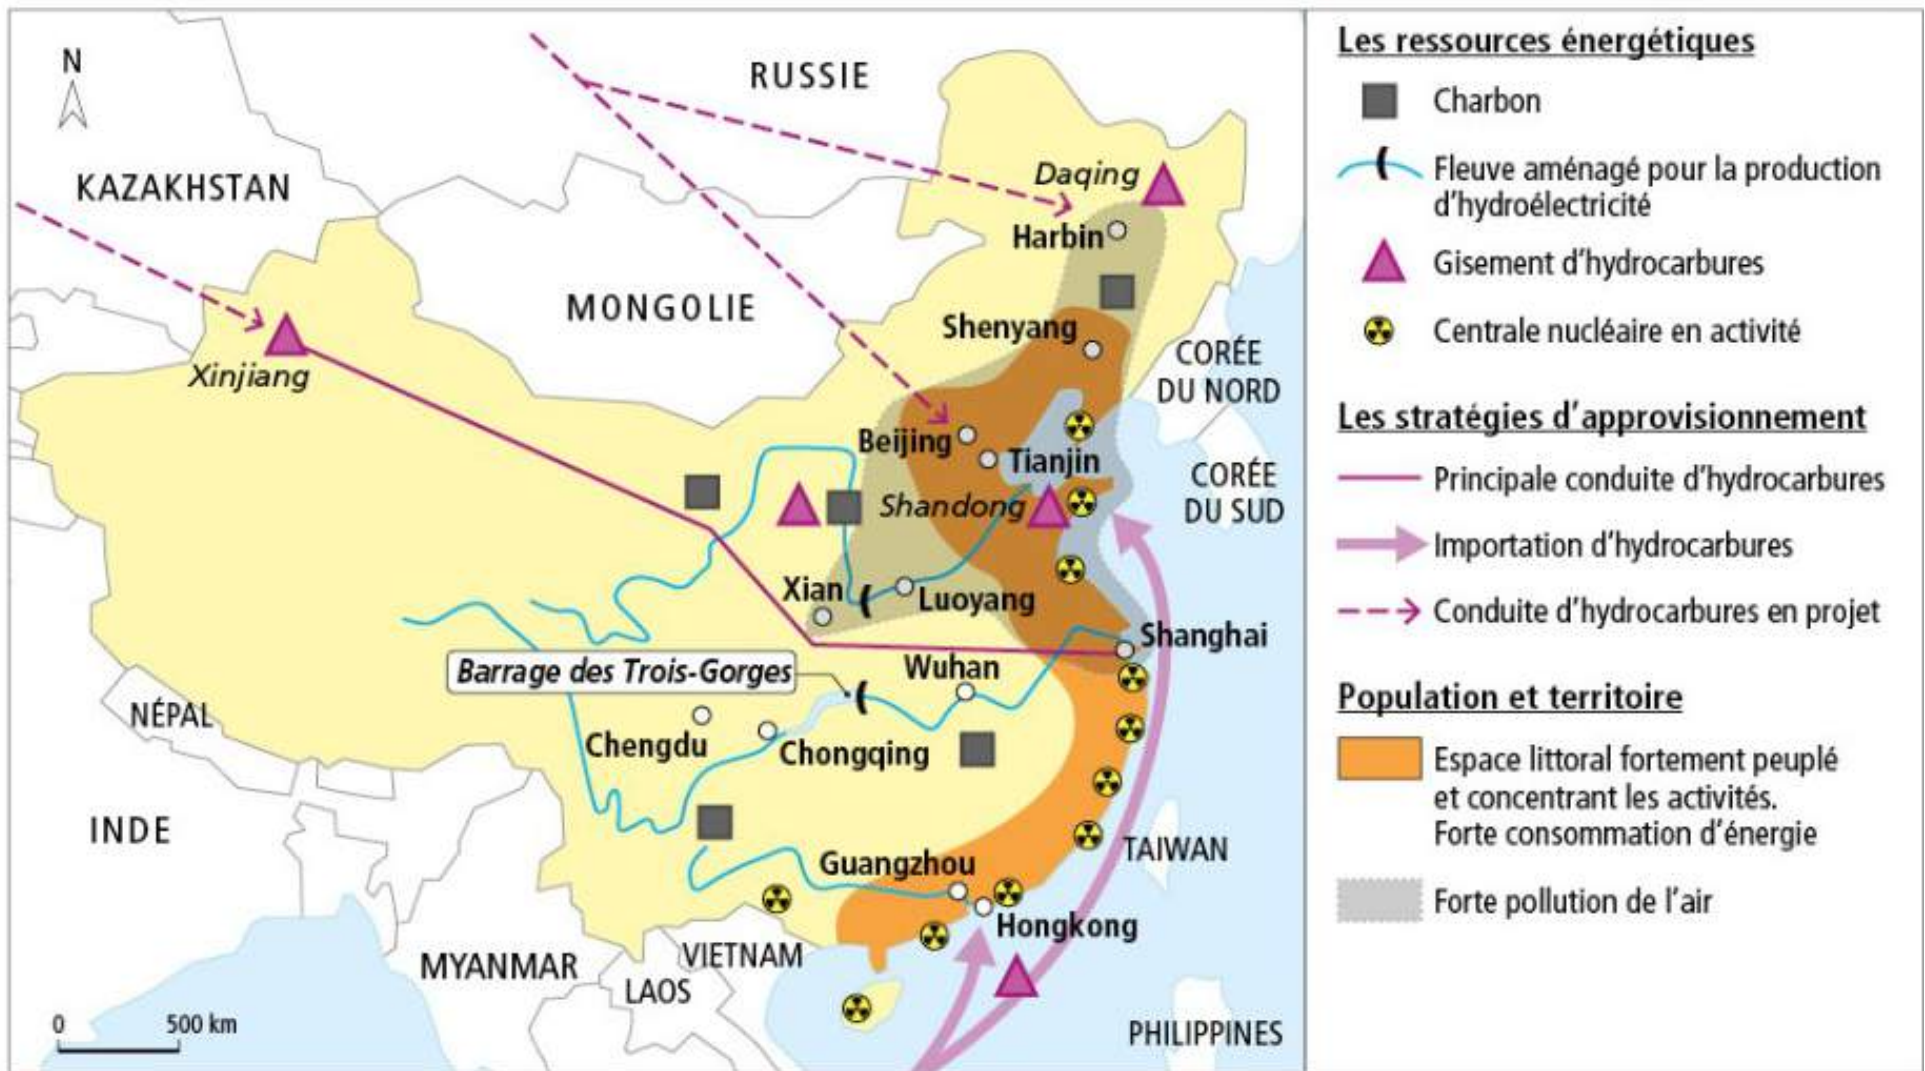 N
RUSSIE
KAZAKHSTAN
Daqing
Harbin
MONGOLIE
Shenyang
CORÉE
DU NORD
Xinjiang
Beijing
Tianjin
CORÉE
DU SUD
Shandong
Xian
Luoyang
Shanghai
Barrage des Trois-Gorges
Wuhan
NÉPAL
Chengdu
Chongqing
INDE
TAIWAN
Guangzhou
Hongkong
VIETNAM
MYANMAR
LAOS
PHILIPPINES
0 500 km
Les ressources énergétiques
Charbon
Fleuve aménagé pour la production
d'hydroélectricité
Gisement d'hydrocarbures
Centrale nucléaire en activité
Les stratégies d'approvisionnement
Principale conduite d'hydrocarbures
Importation d'hydrocarbures
Conduite d'hydrocarbures en projet
Population et territoire
Espace littoral fortement peuplé
et concentrant les activités.
Forte consommation d'énergie
Forte pollution de l'air